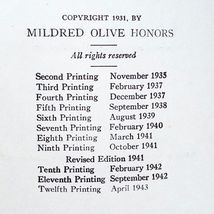 COPYRIGHT 1931, BY
MILDRED OLIVE HONORS
All rights reserved
Second Printing November 1935
Third Printing February 1937
Fourth Printing December 1937
Fifth Printing September 1938
Sixth Printing August 1939
Seventh Printing February 1940
Eighth Printing March 1941
Ninth Printing October 1941
Revised Edition 1941
Tenth Printing February 1942
Eleventh Printing September 1942
Twelfth Printing April 1943